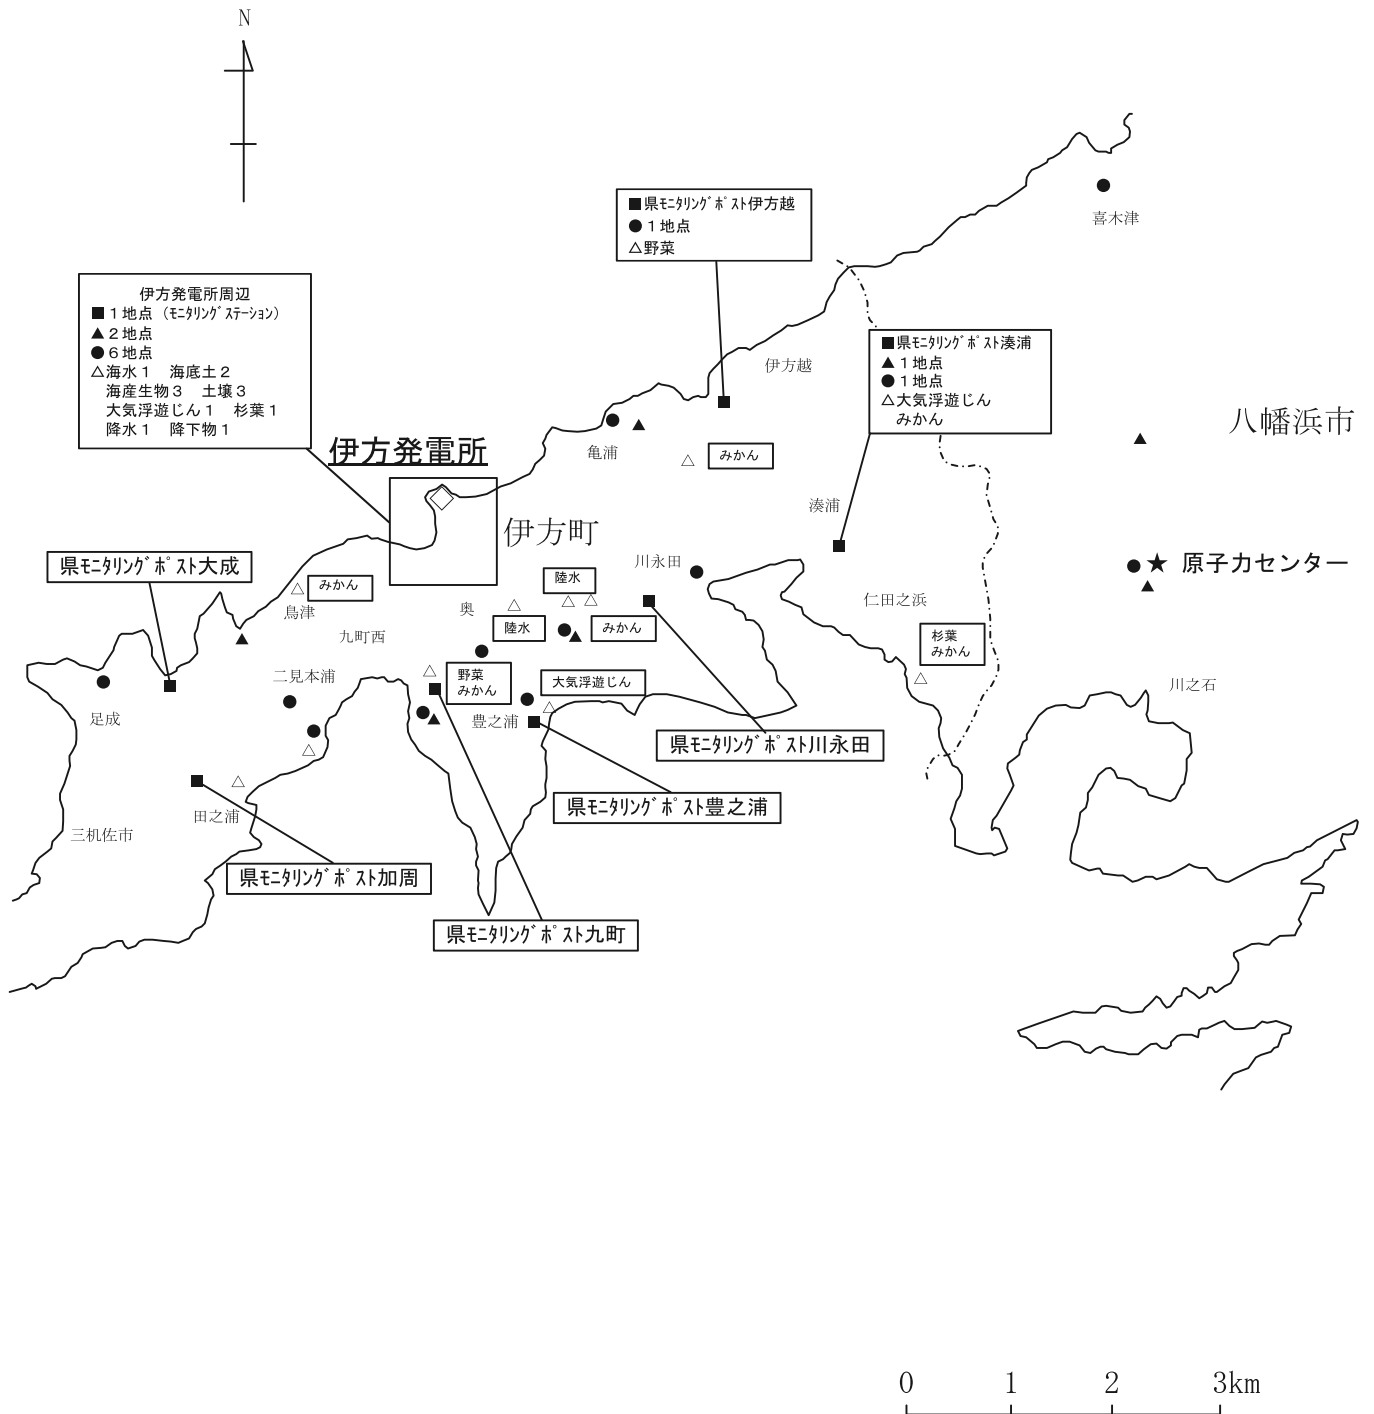 N
■県ﾓﾆﾀﾘﾝｸﾞﾎﾟｽﾄ伊方越
●１地点
△野菜
喜木津
伊方発電所周辺
■１地点（ﾓﾆﾀﾘﾝｸﾞｽﾃｰｼｮﾝ）
▲２地点
●６地点
△海水１　海底土２
海産生物３　土壌３
大気浮遊じん１　杉葉１
降水１　降下物１
■県ﾓﾆﾀﾘﾝｸﾞﾎﾟｽﾄ湊浦
▲１地点
●１地点
△大気浮遊じん
みかん
伊方越
八幡浜市
伊方発電所
亀浦
みかん
湊浦
伊方町
県ﾓﾆﾀﾘﾝｸﾞﾎﾟｽﾄ大成
川永田
★ 原子力センター
陸水
みかん
鳥津
奥
仁田之浜
陸水
みかん
九町西
杉葉
みかん
二見本浦
野菜
みかん
大気浮遊じん
川之石
足成
豊之浦
県ﾓﾆﾀﾘﾝｸﾞﾎﾟｽﾄ川永田
県ﾓﾆﾀﾘﾝｸﾞﾎﾟｽﾄ豊之浦
田之浦
三机佐市
県ﾓﾆﾀﾘﾝｸﾞﾎﾟｽﾄ加周
県ﾓﾆﾀﾘﾝｸﾞﾎﾟｽﾄ九町
0 1 2 3km